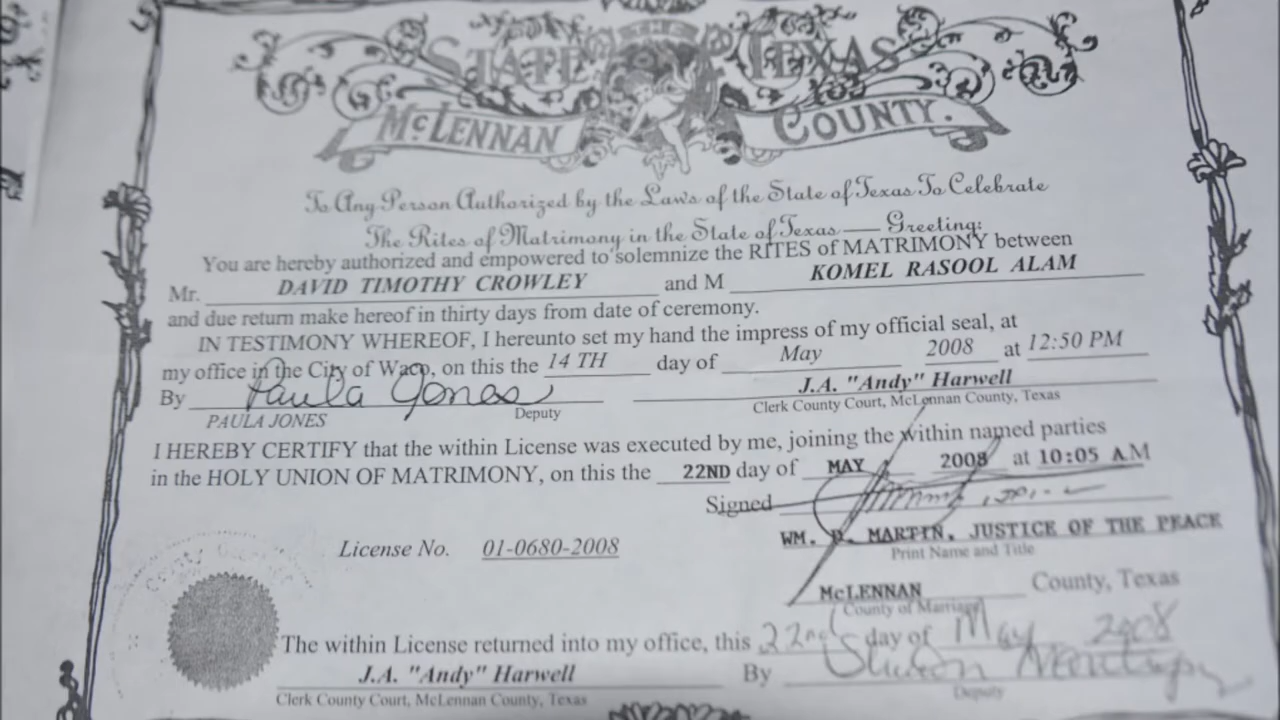 THE
STATE OF TEXAS
McLENNAN COUNTY.
To Any Person Authorized by the Laws of the State of Texas To Celebrate
The Rites of Matrimony in the State of Texas — Greeting:
You are hereby authorized and empowered to solemnize the RITES of MATRIMONY between
Mr. DAVID TIMOTHY CROWLEY and M KOMEL RASOOL ALAM
and due return make hereof in thirty days from date of ceremony.
IN TESTIMONY WHEREOF, I hereunto set my hand the impress of my official seal, at
my office in the City of Waco, on this the 14 TH day of May 2008 at 12:50 PM
By Paula Jones J.A. "Andy" Harwell
PAULA JONES Deputy Clerk County Court, McLennan County, Texas
I HEREBY CERTIFY that the within License was executed by me, joining the within named parties
in the HOLY UNION OF MATRIMONY, on this the 22ND day of MAY 2008 at 10:05 A.M
Signed
WM. D. MARTIN, JUSTICE OF THE PEACE
License No. 01-0680-2008
Print Name and Title
McLENNAN County, Texas
County of Marriage
The within License returned into my office, this 22nd day of May 2008
J.A. "Andy" Harwell By
Clerk County Court, McLennan County, Texas Deputy